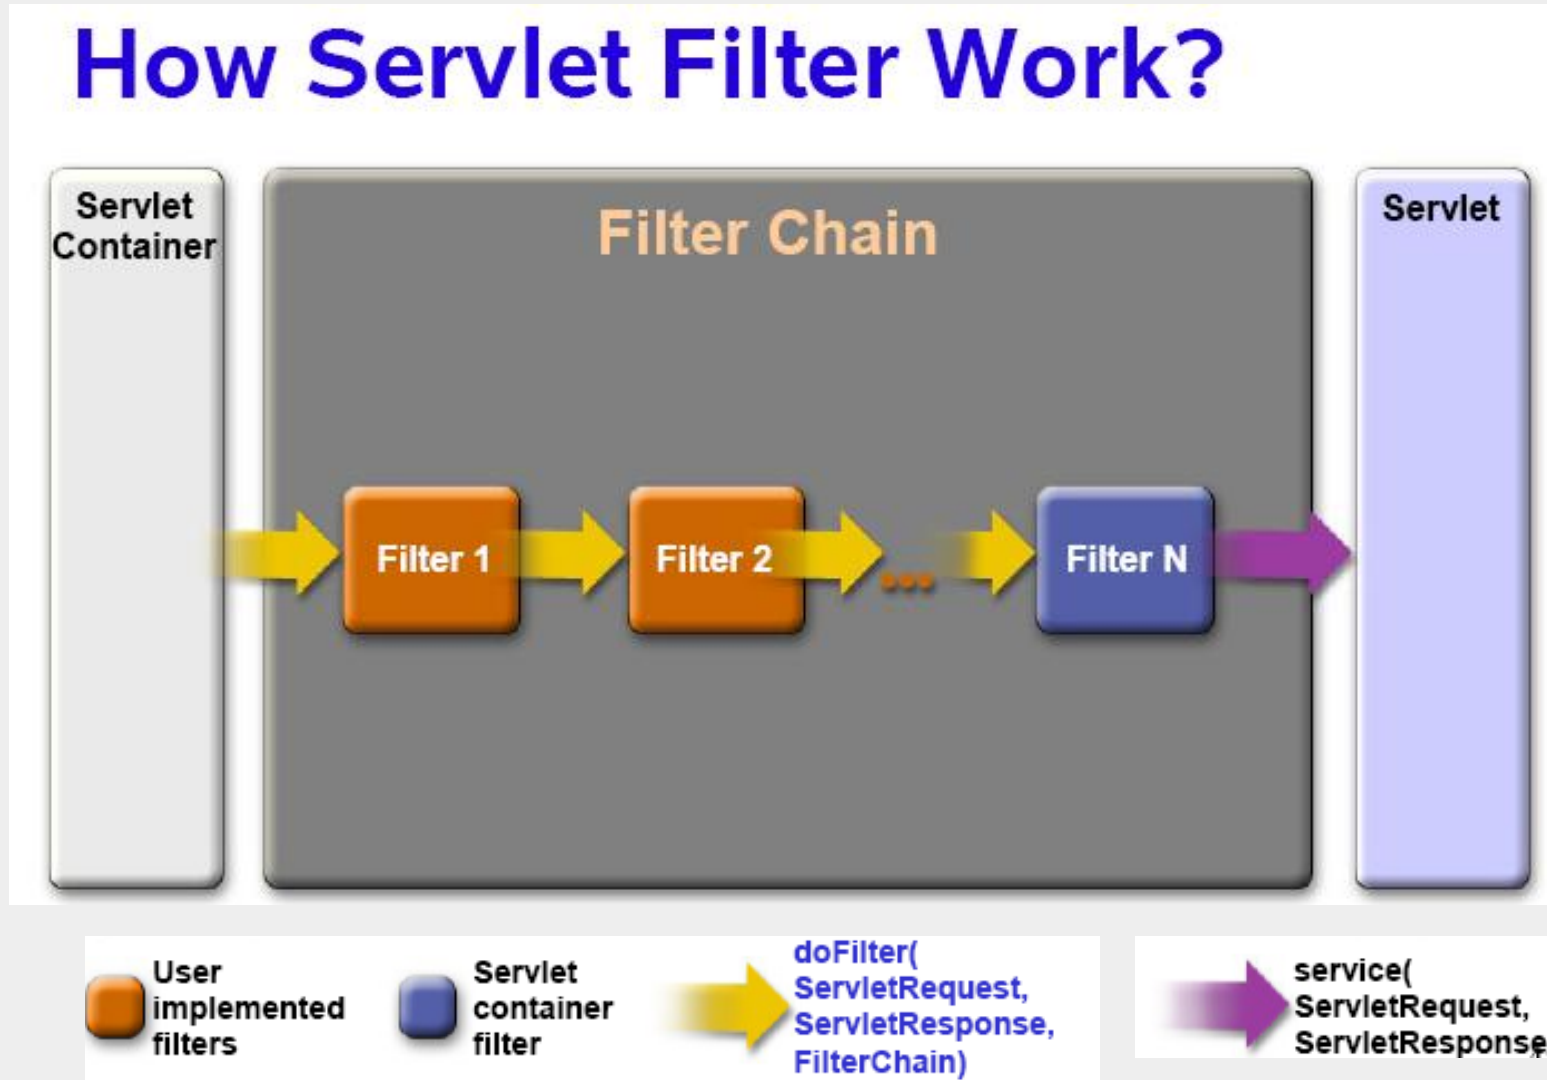 How Servlet Filter Work?
Servlet
Container
Filter Chain
Servlet
Filter 1
Filter 2
...
Filter N
User
implemented
filters
Servlet
container
filter
doFilter(
ServletRequest,
ServletResponse,
FilterChain)
service(
ServletRequest,
ServletResponse